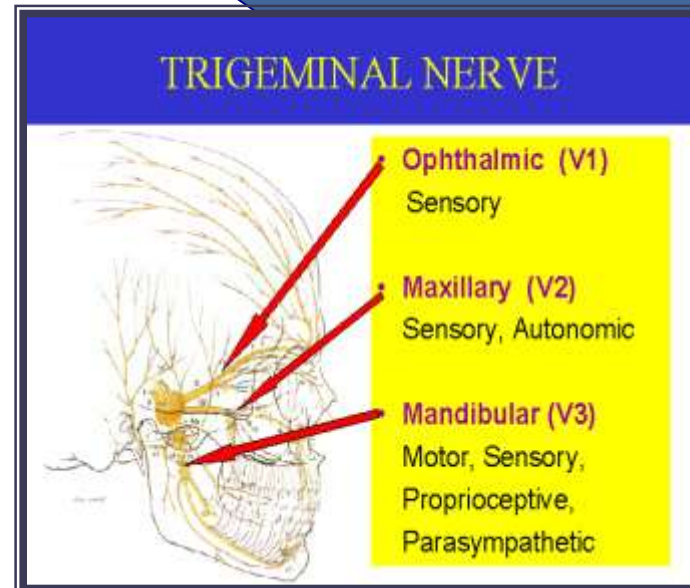 TRIGEMINAL NERVE
• Ophthalmic (V1)
Sensory
• Maxillary (V2)
Sensory, Autonomic
• Mandibular (V3)
Motor, Sensory,
Proprioceptive,
Parasympathetic